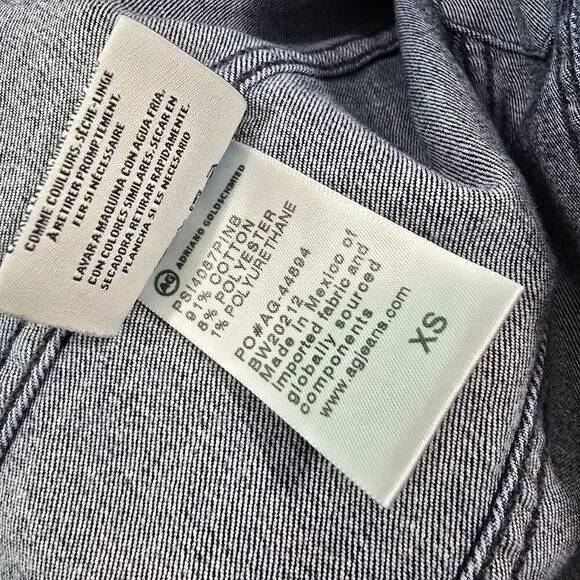 COMME COULEURS. SÈCHE-LINGE
A RETIRER PROMPTEMENT.
FER SI NÉCESSAIRE
LAVAR A MAQUINA CON AGUA FRIA.
CON COLORES SIMILARES. SECAR EN
SECADORA RETIRAR RAPIDAMENTE.
PLANCHA SI ES NECESARIO
AG ADRIANO GOLDSCHMIED
91% COTTON
8% POLYESTER
1% POLYURETHANE
PO#AG-44894
BW20212
Made in Mexico of
Imported fabric and
globally sourced
components
www.agjeans.com
XS